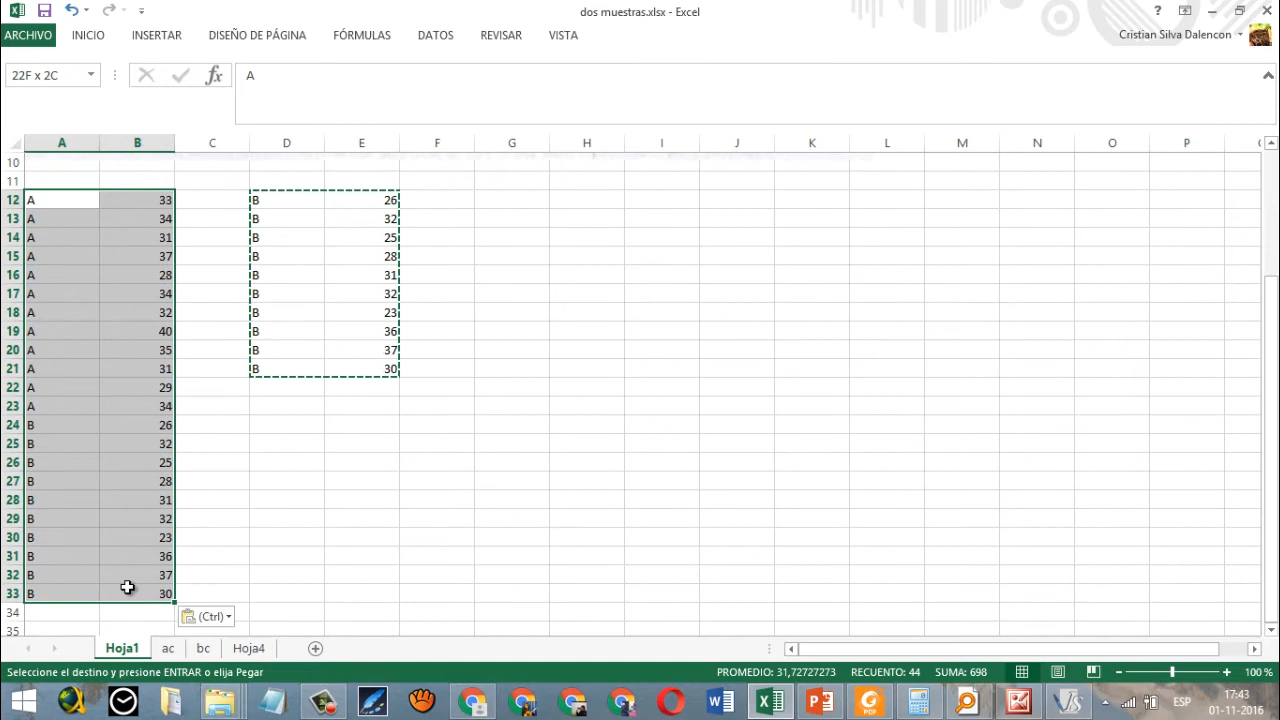 dos muestras.xlsx - Excel
ARCHIVO INICIO INSERTAR DISEÑO DE PÁGINA FÓRMULAS DATOS REVISAR VISTA Cristian Silva Dalencon
22F x 2C fx A
A B C D E F G H I J K L M N O P
10
11
12 A 33 B 26
13 A 34 B 32
14 A 31 B 25
15 A 37 B 28
16 A 28 B 31
17 A 34 B 32
18 A 32 B 23
19 A 40 B 36
20 A 35 B 37
21 A 31 B 30
22 A 29
23 A 34
24 B 26
25 B 32
26 B 25
27 B 28
28 B 31
29 B 32
30 B 23
31 B 36
32 B 37
33 B 30
34 (Ctrl)
35
Hoja1 ac bc Hoja4
Seleccione el destino y presione ENTRAR o elija Pegar PROMEDIO: 31,72727273 RECUENTO: 44 SUMA: 698 100 %
ESP 17:43
01-11-2016